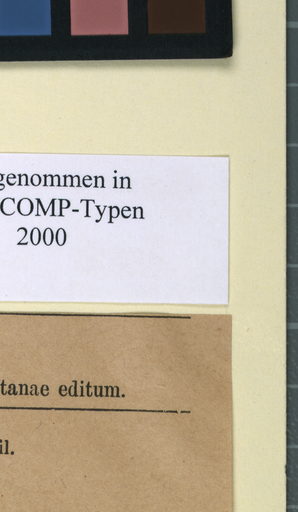 genommen in
COMP-Typen
2000
tanae editum.
il.